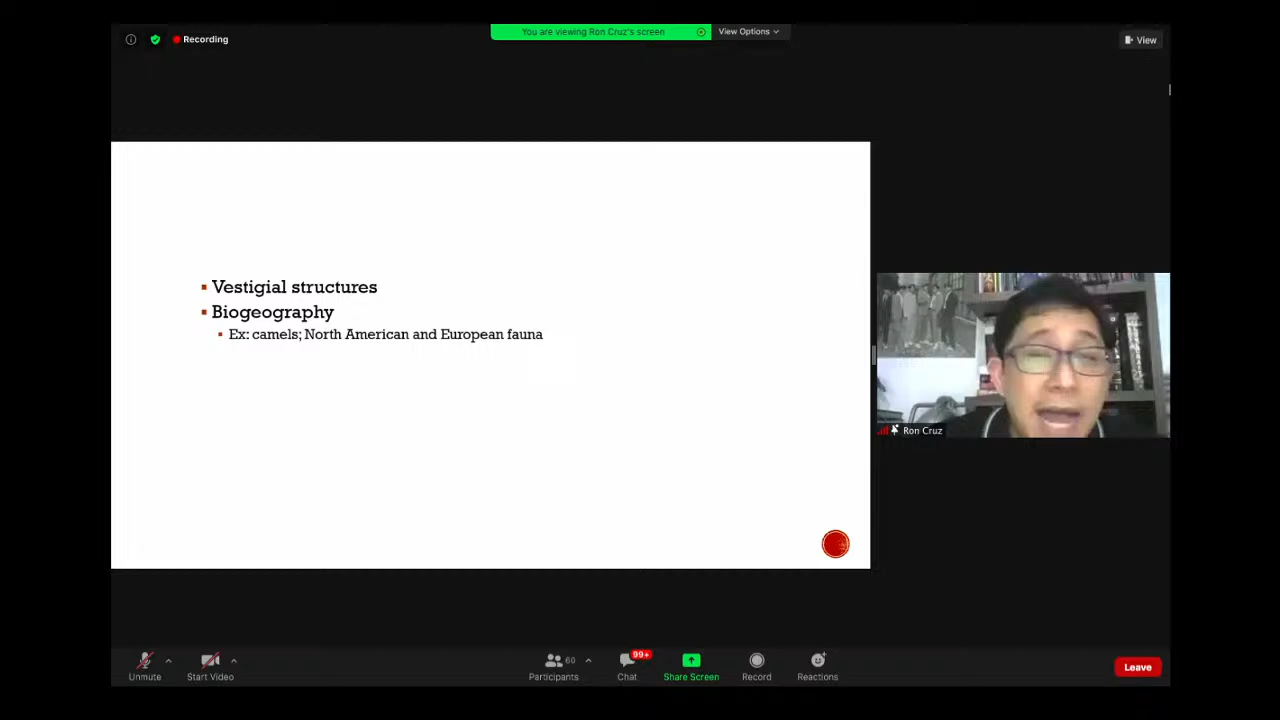 Recording
You are viewing Ron Cruz's screen
View Options
View
▪ Vestigial structures
▪ Biogeography
▪ Ex: camels; North American and European fauna
Ron Cruz
Unmute
Start Video
60
Participants
99+
Chat
Share Screen
Record
Reactions
Leave